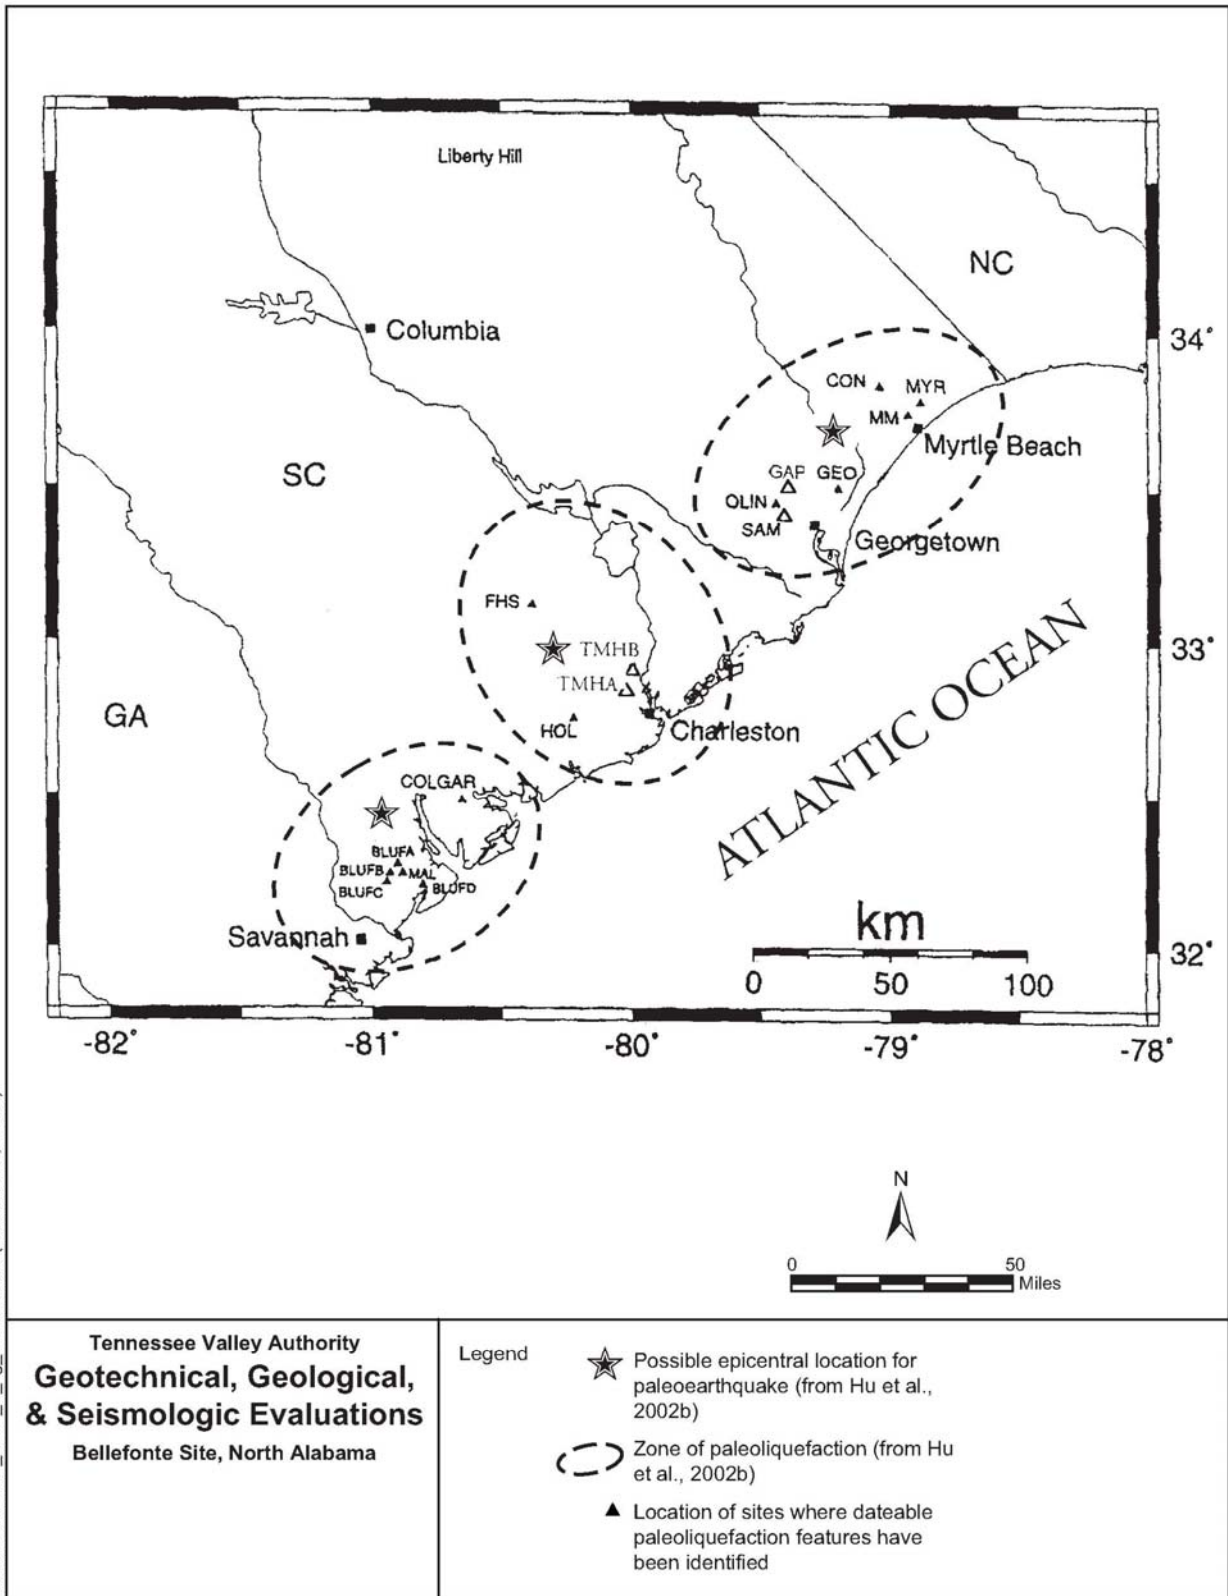 Liberty Hill
NC
Columbia
34°
CON
MYR
MM
Myrtle Beach
SC
GAP
GEO
OLIN
SAM
Georgetown
FHS
33°
TMHB
TMHA
GA
HOL
Charleston
ATLANTIC OCEAN
COLGAR
BLUFA
BLUFB
MAL
BLUFC
BLUFD
Savannah
km
32°
0 50 100
-82° -81° -80° -79° -78°
N
0 50
Miles
Tennessee Valley Authority
Geotechnical, Geological,
& Seismologic Evaluations
Bellefonte Site, North Alabama
Legend
Possible epicentral location for
paleoearthquake (from Hu et al.,
2002b)
Zone of paleoliquefaction (from Hu
et al., 2002b)
Location of sites where dateable
paleoliquefaction features have
been identified